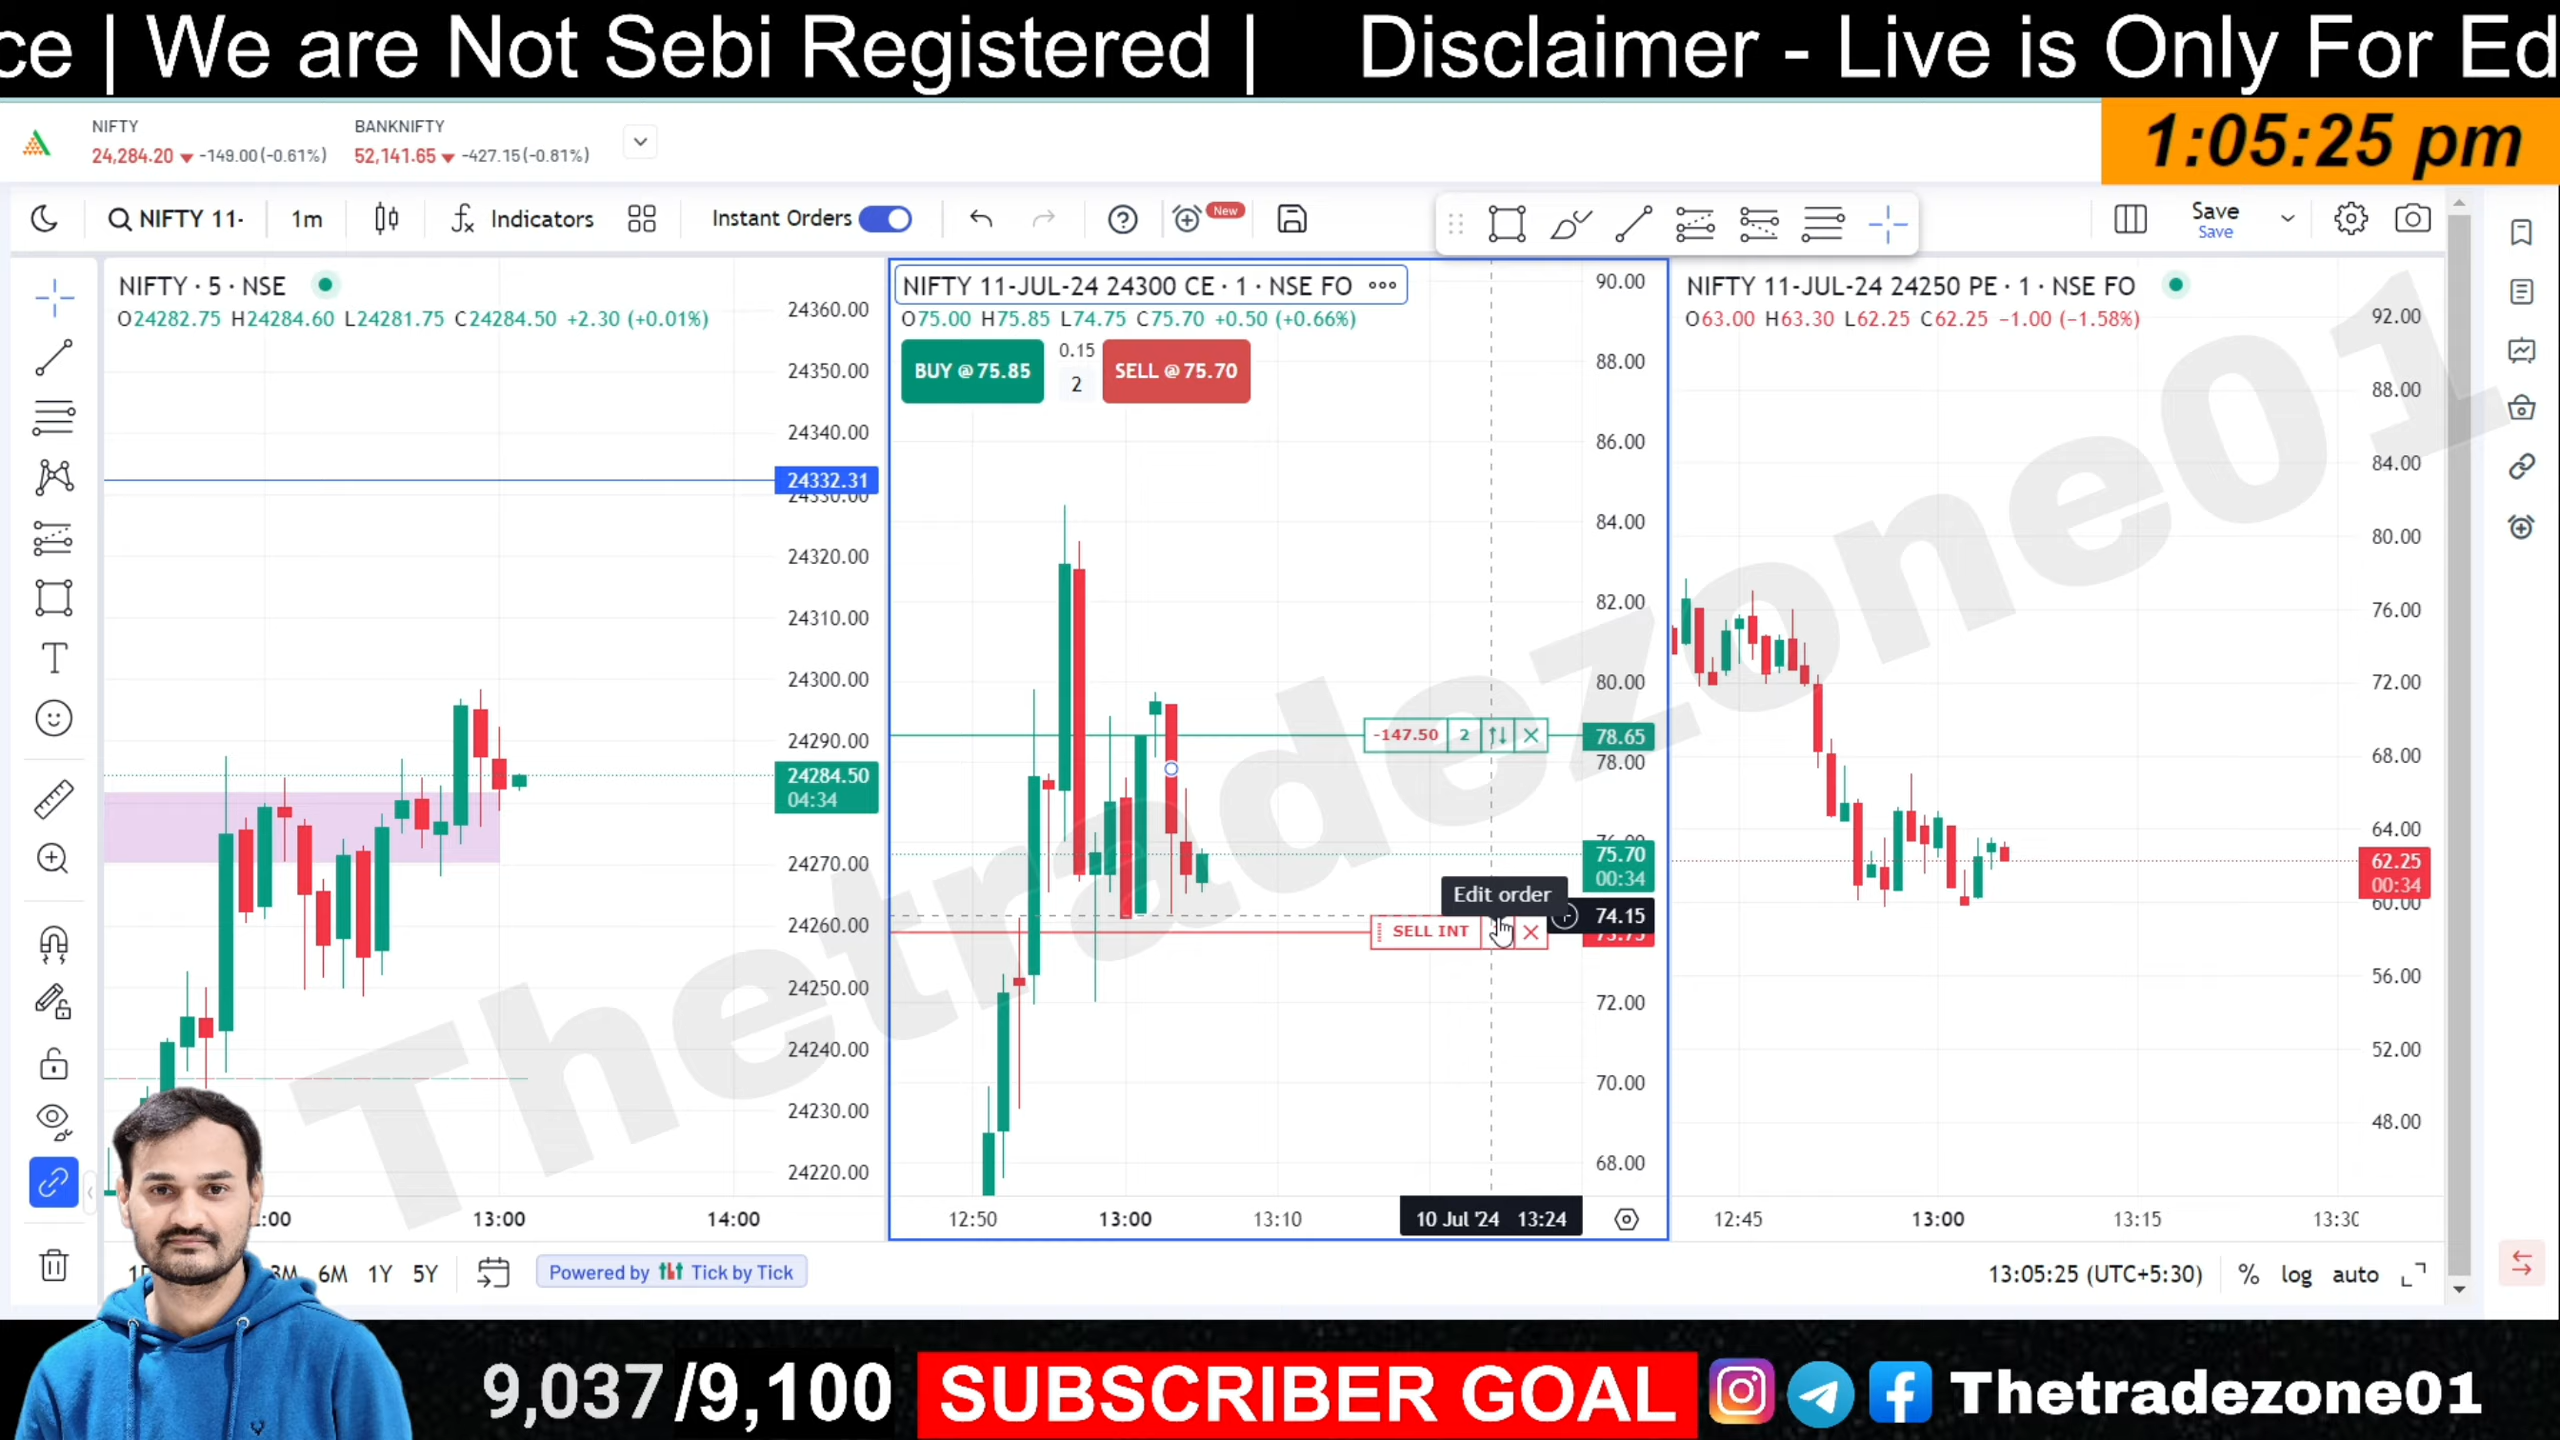 ce | We are Not Sebi Registered | Disclaimer - Live is Only For Ed
1:05:25 pm
NIFTY
24,284.20 ▼ -149.00(-0.61%)
BANKNIFTY
52,141.65 ▼ -427.15(-0.81%)
NIFTY 11-
1m
Indicators
Instant Orders
New
Save
Save
NIFTY · 5 · NSE
O24282.75 H24284.60 L24281.75 C24284.50 +2.30 (+0.01%)
24360.00
24350.00
24340.00
24332.31
24330.00
24320.00
24310.00
24300.00
24290.00
24284.50
04:34
24270.00
24260.00
24250.00
24240.00
24230.00
24220.00
:00
13:00
14:00
NIFTY 11-JUL-24 24300 CE · 1 · NSE FO
O75.00 H75.85 L74.75 C75.70 +0.50 (+0.66%)
BUY @ 75.85
0.15
2
SELL @ 75.70
90.00
88.00
86.00
84.00
82.00
80.00
-147.50 2
78.65
78.00
76.00
75.70
00:34
Edit order
74.15
SELL INT
73.75
72.00
70.00
68.00
12:50
13:00
13:10
10 Jul '24 13:24
NIFTY 11-JUL-24 24250 PE · 1 · NSE FO
O63.00 H63.30 L62.25 C62.25 −1.00 (−1.58%)
92.00
88.00
84.00
80.00
76.00
72.00
68.00
64.00
62.25
00:34
60.00
56.00
52.00
48.00
12:45
13:00
13:15
Thetradezone01
6M 1Y 5Y
Powered by Tick by Tick
13:05:25 (UTC+5:30)
% log auto
9,037/9,100
SUBSCRIBER GOAL
Thetradezone01